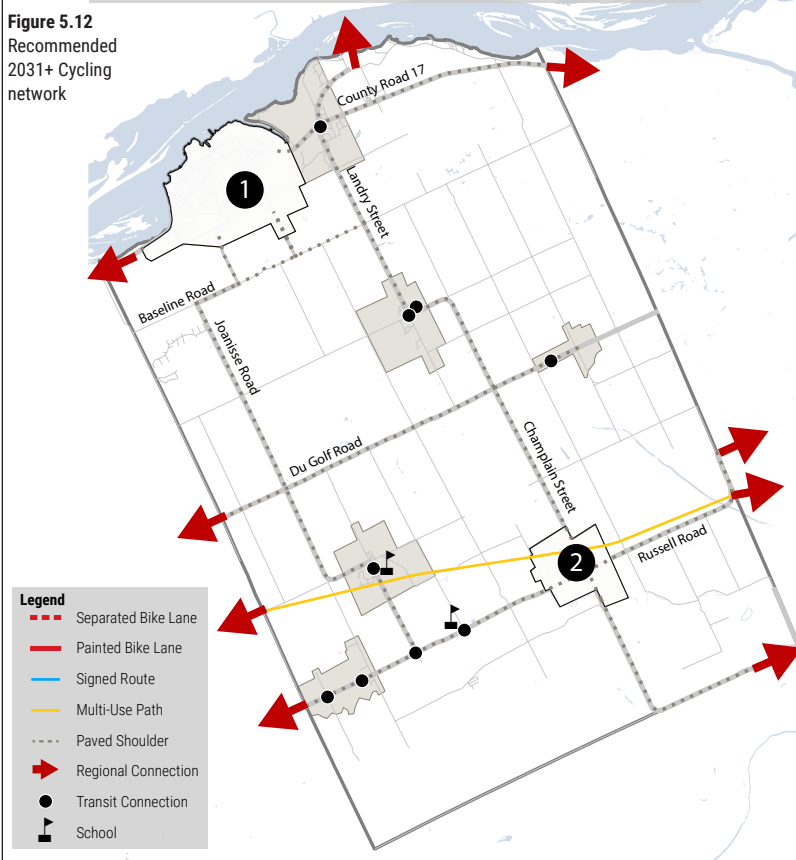 Figure 5.12
Recommended
2031+ Cycling
network
County Road 17
1
Landry Street
Baseline Road
Joanisse Road
Du Golf Road
Champlain Street
2
Russell Road
Legend
Separated Bike Lane
Painted Bike Lane
Signed Route
Multi-Use Path
Paved Shoulder
Regional Connection
Transit Connection
School